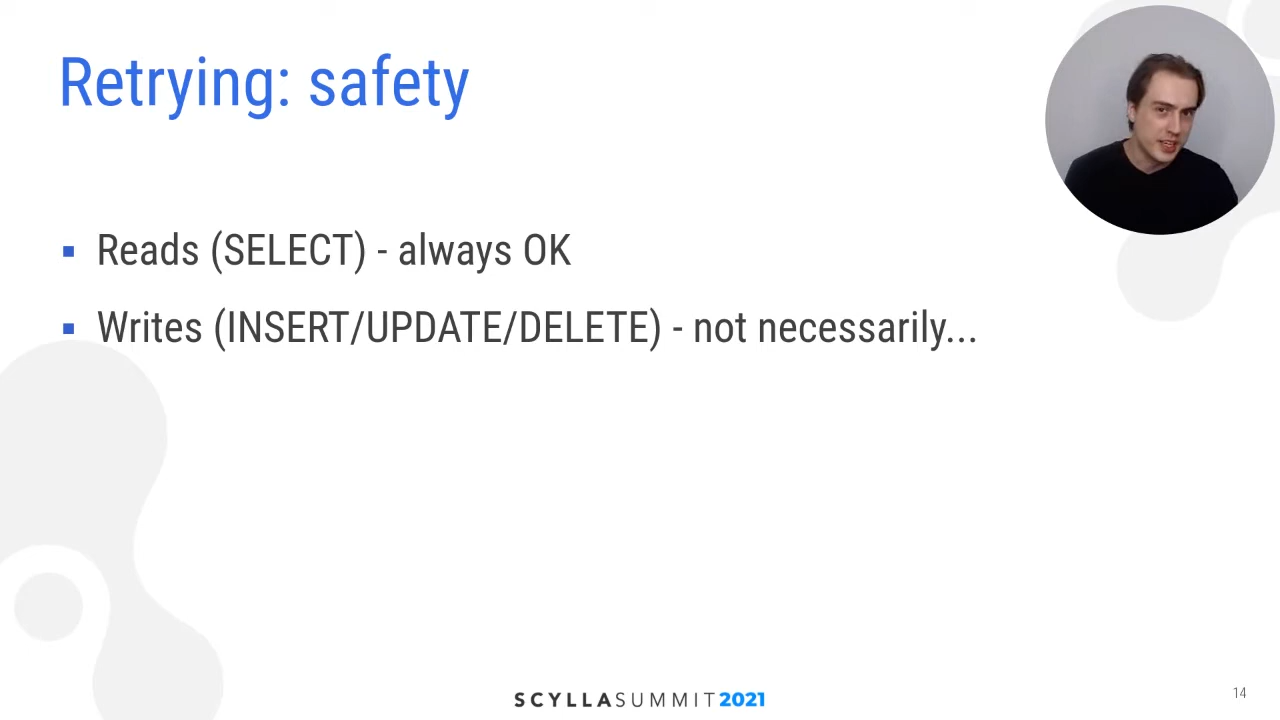 Retrying: safety
Reads (SELECT) - always OK
Writes (INSERT/UPDATE/DELETE) - not necessarily...
SCYLLASUMMIT2021
14